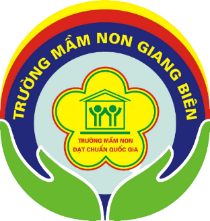 TRƯỜNG MẦM NON GIANG BIÊN
TRƯỜNG MẦM NON
ĐẠT CHUẨN QUỐC GIA